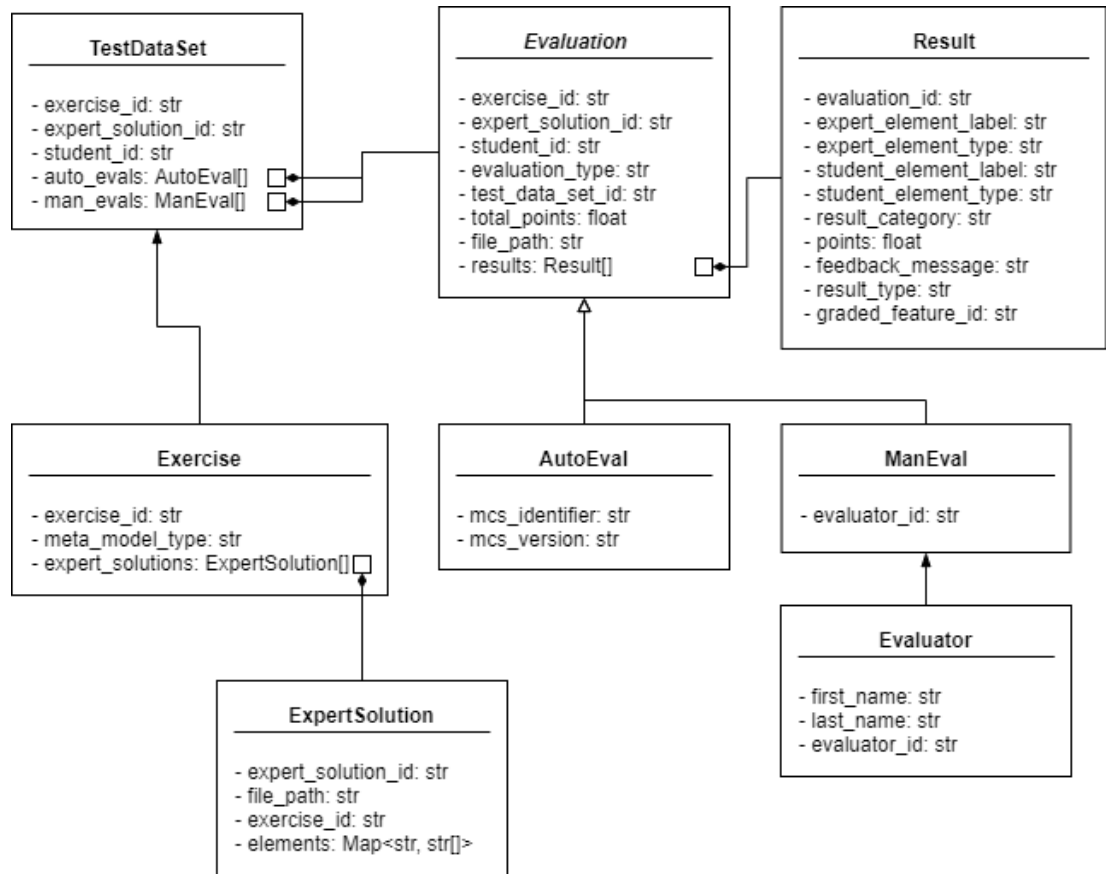 TestDataSet
- exercise_id: str
- expert_solution_id: str
- student_id: str
- auto_evals: AutoEval[]
- man_evals: ManEval[]
Evaluation
- exercise_id: str
- expert_solution_id: str
- student_id: str
- evaluation_type: str
- test_data_set_id: str
- total_points: float
- file_path: str
- results: Result[]
Result
- evaluation_id: str
- expert_element_label: str
- expert_element_type: str
- student_element_label: str
- student_element_type: str
- result_category: str
- points: float
- feedback_message: str
- result_type: str
- graded_feature_id: str
Exercise
- exercise_id: str
- meta_model_type: str
- expert_solutions: ExpertSolution[]
AutoEval
- mcs_identifier: str
- mcs_version: str
ManEval
- evaluator_id: str
Evaluator
- first_name: str
- last_name: str
- evaluator_id: str
ExpertSolution
- expert_solution_id: str
- file_path: str
- exercise_id: str
- elements: Map<str, str[]>